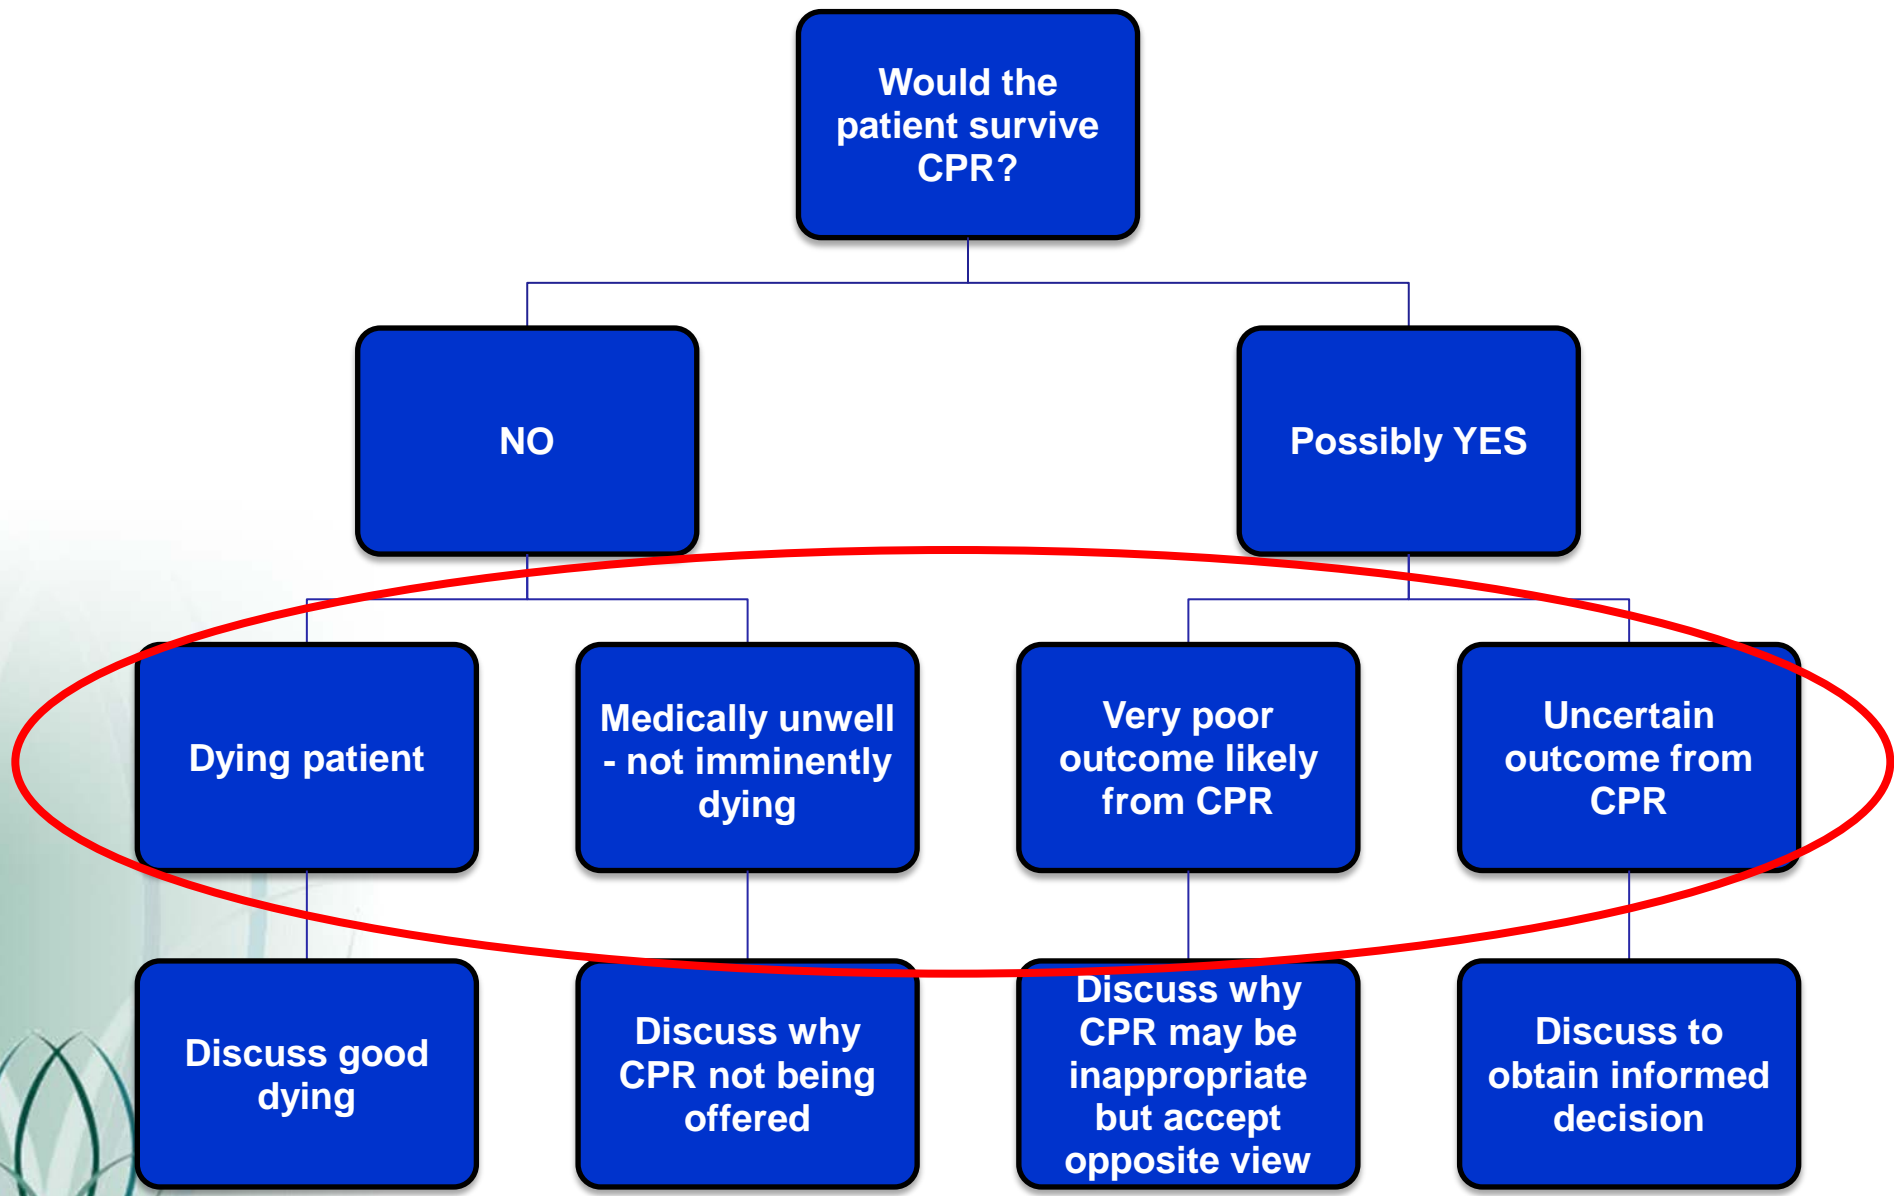 Would the
patient survive
CPR?
NO
Possibly YES
Dying patient
Medically unwell
- not imminently
dying
Very poor
outcome likely
from CPR
Uncertain
outcome from
CPR
Discuss good
dying
Discuss why
CPR not being
offered
Discuss why
CPR may be
inappropriate
but accept
opposite view
Discuss to
obtain informed
decision